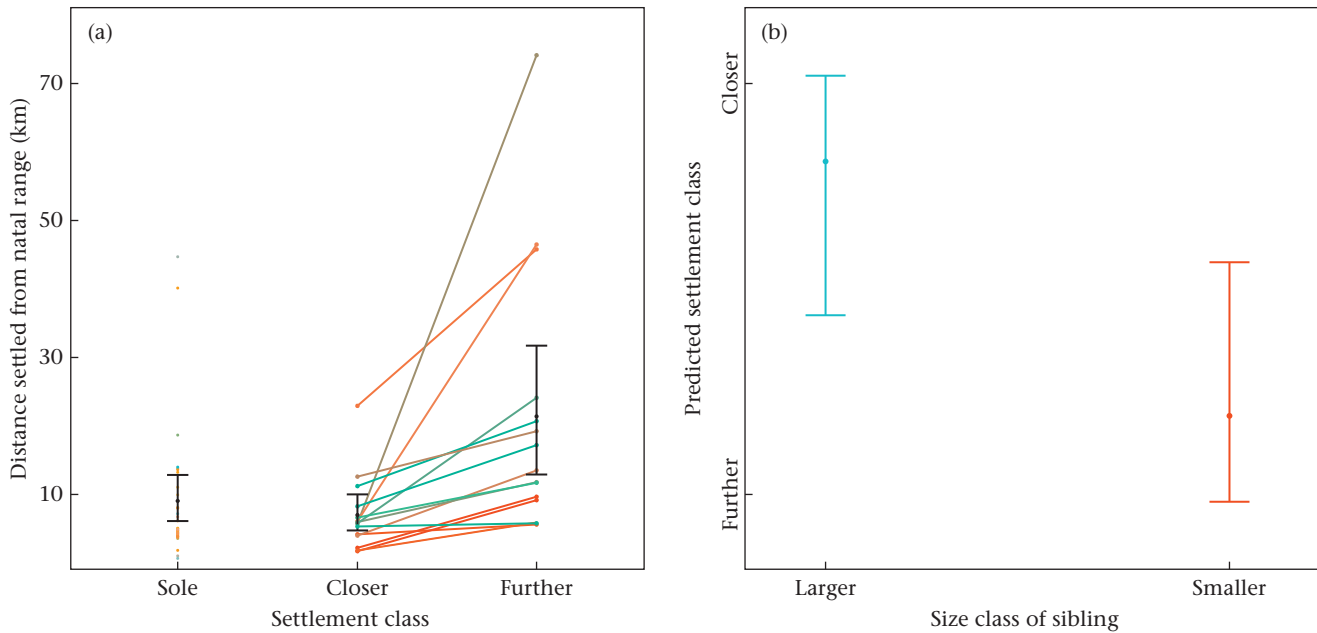 (a)
Distance settled from natal range (km)
70
50
30
10
Sole
Closer
Further
Settlement class
(b)
Predicted settlement class
Closer
Further
Larger
Smaller
Size class of sibling